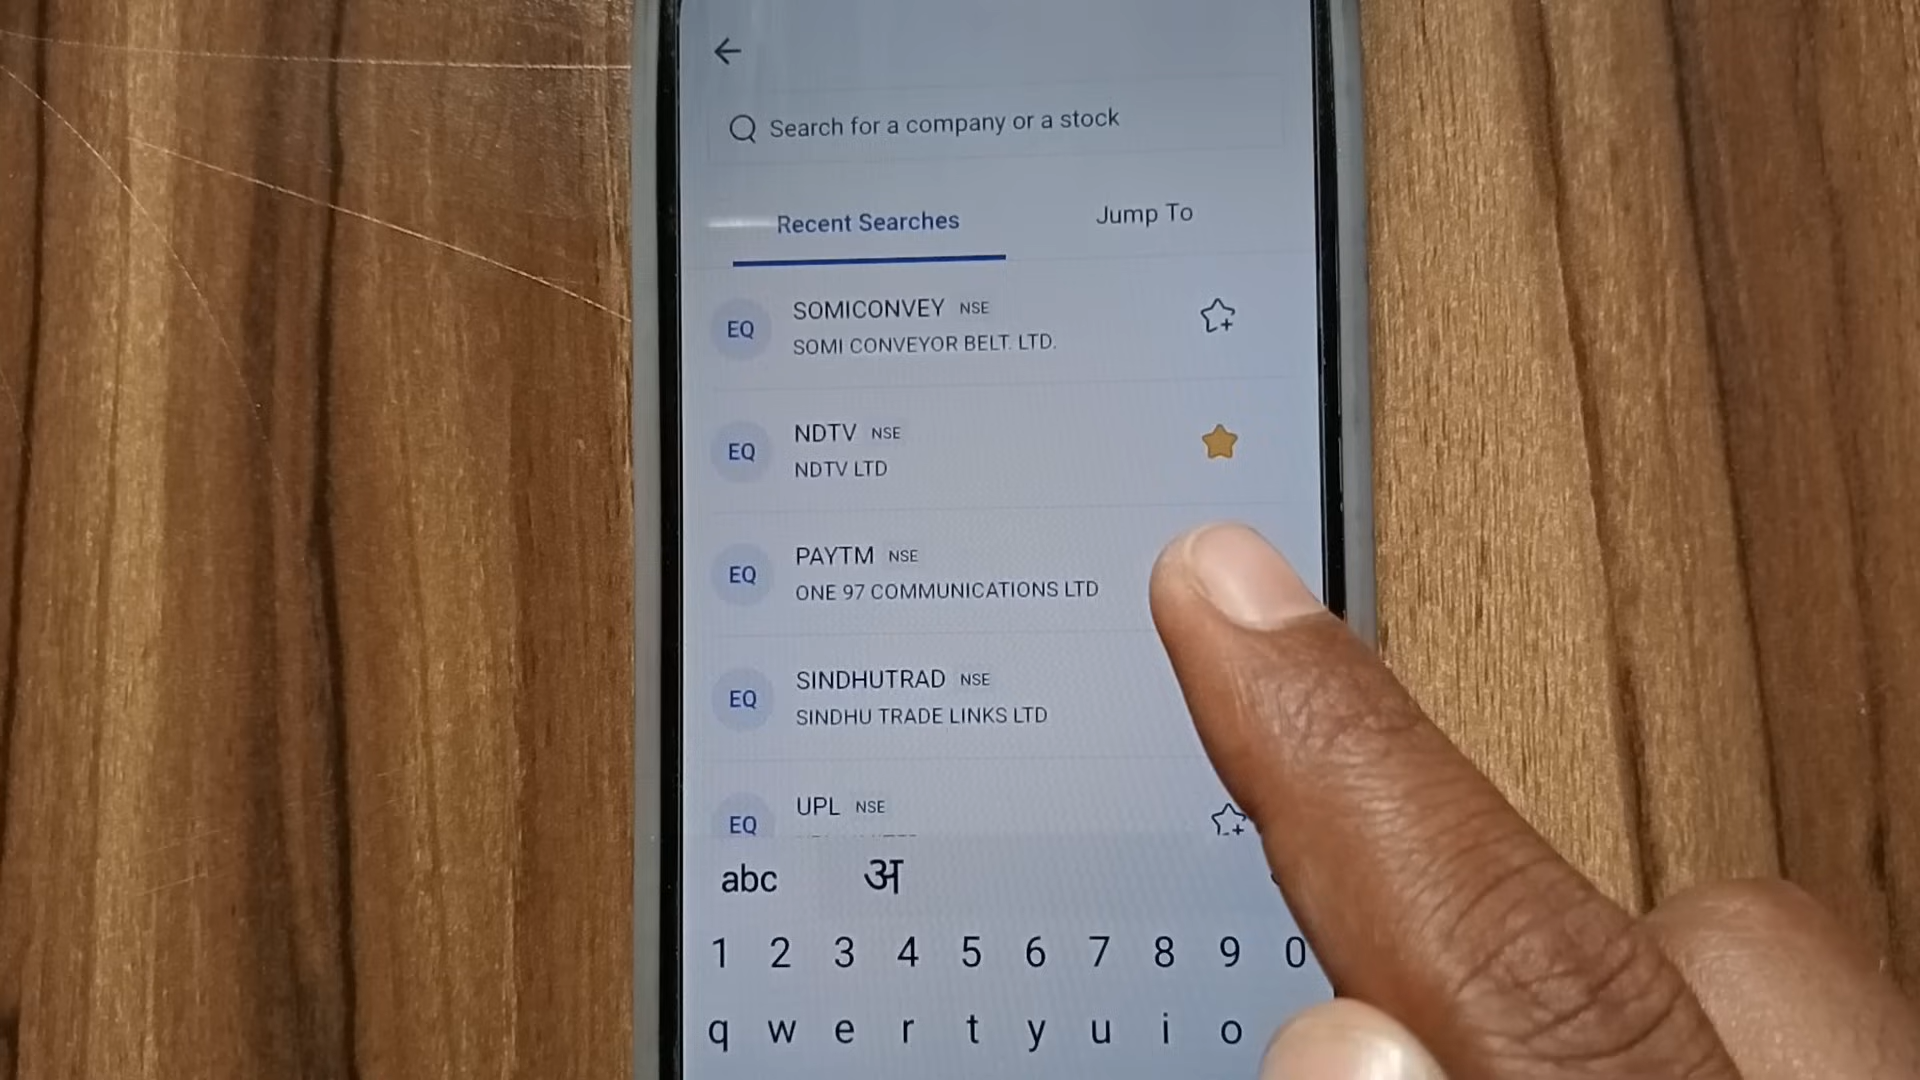 Search for a company or a stock
Recent Searches
Jump To
EQ
SOMICONVEY NSE
SOMI CONVEYOR BELT. LTD.
EQ
NDTV NSE
NDTV LTD
EQ
PAYTM NSE
ONE 97 COMMUNICATIONS LTD
EQ
SINDHUTRAD NSE
SINDHU TRADE LINKS LTD
EQ
UPL NSE
abc अ
1 2 3 4 5 6 7 8 9 0
q w e r t y u i o